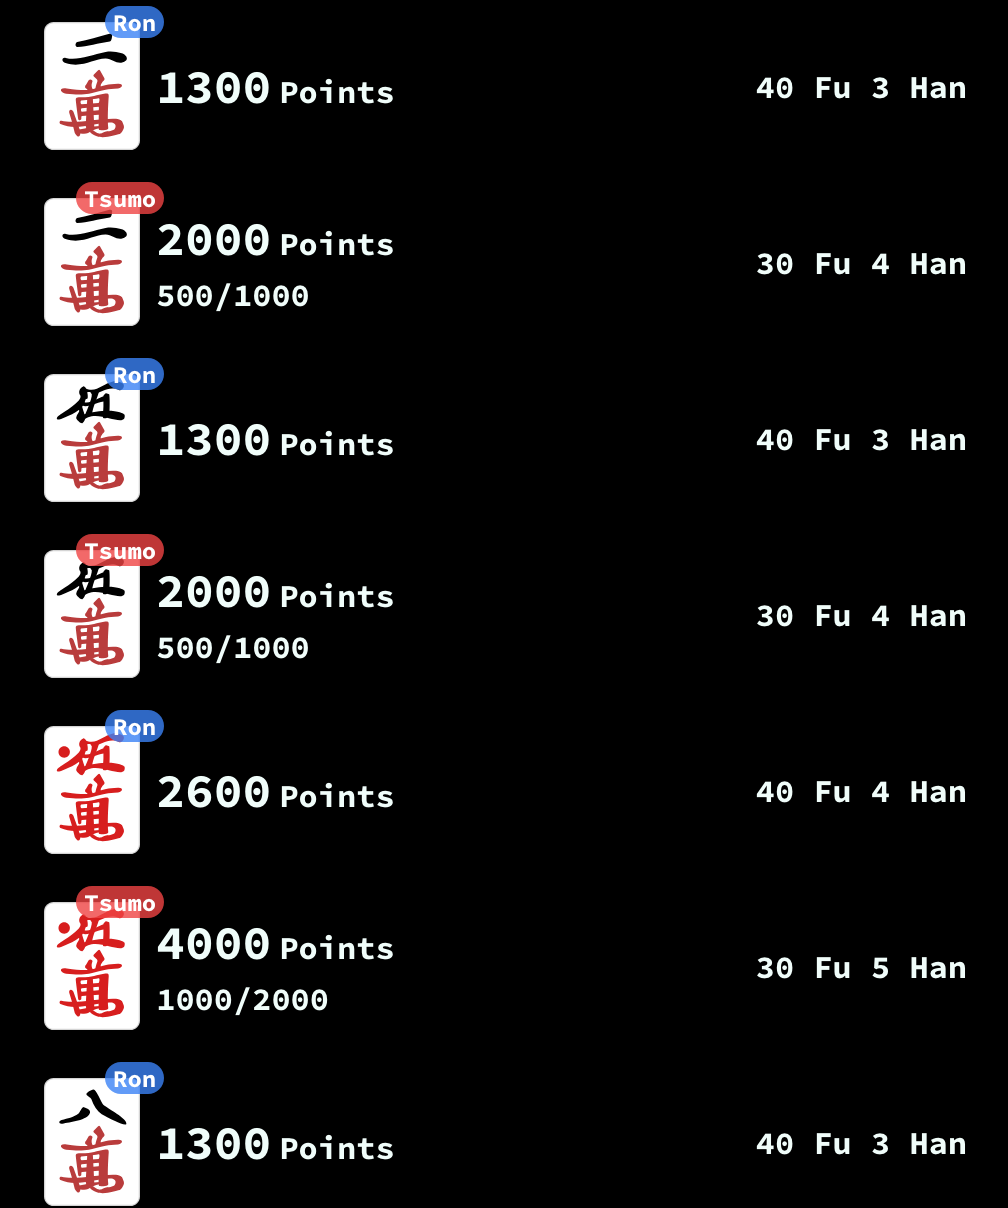 Ron
二
萬
1300 Points
40 Fu 3 Han
Tsumo
二
萬
2000 Points
500/1000
30 Fu 4 Han
Ron
伍
萬
1300 Points
40 Fu 3 Han
Tsumo
伍
萬
2000 Points
500/1000
30 Fu 4 Han
Ron
伍
萬
2600 Points
40 Fu 4 Han
Tsumo
伍
萬
4000 Points
1000/2000
30 Fu 5 Han
Ron
八
萬
1300 Points
40 Fu 3 Han